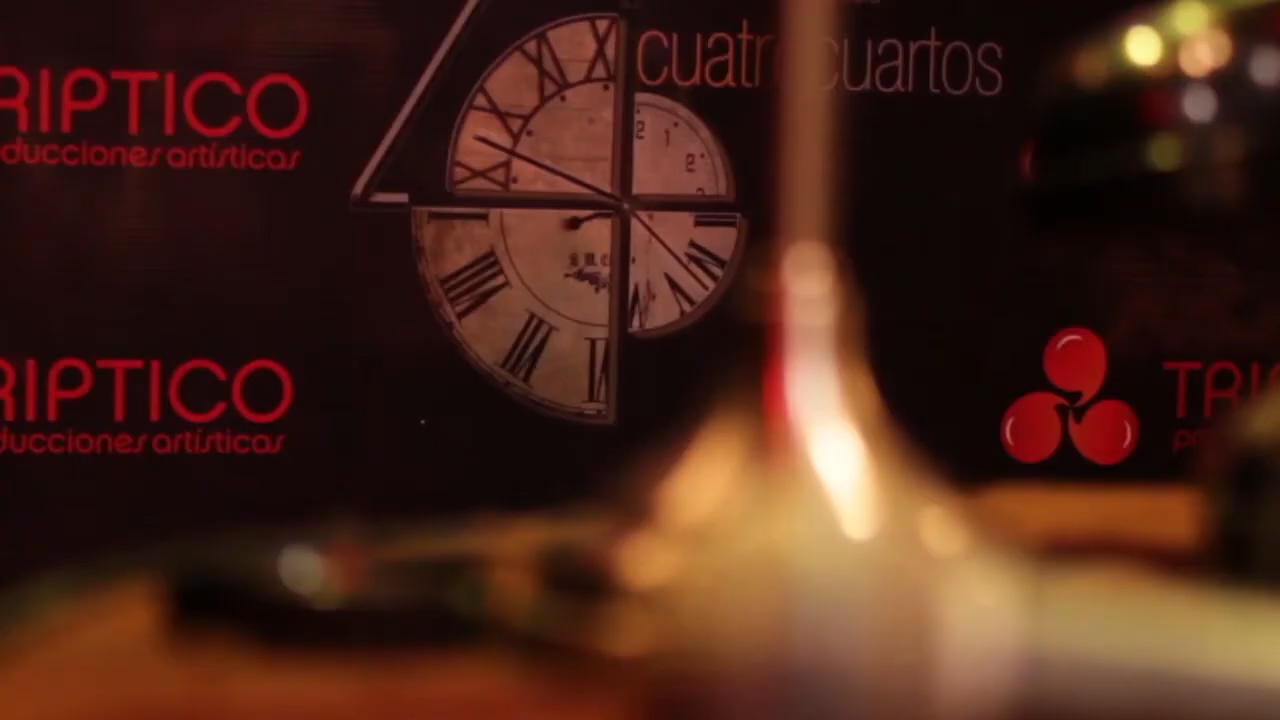 cuatr cuartos
RIPTICO
ducciones artísticas
RIPTICO
ducciones artísticas
TRI